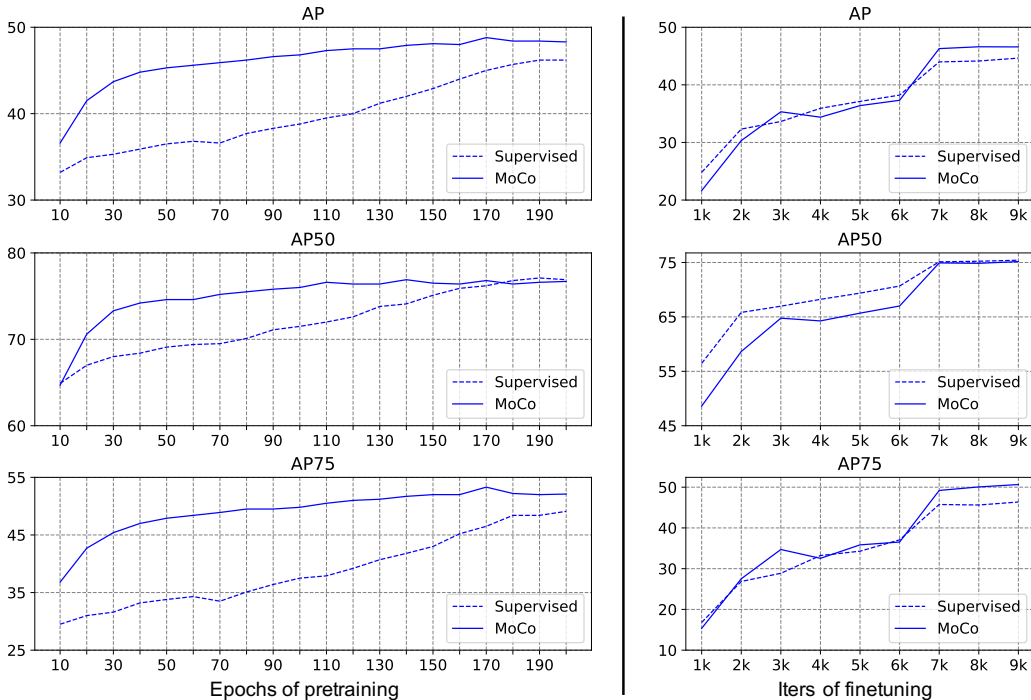 AP
50
40
30
10 30 50 70 90 110 130 150 170 190
Supervised
MoCo
AP50
80
70
60
10 30 50 70 90 110 130 150 170 190
Supervised
MoCo
AP75
55
45
35
25
10 30 50 70 90 110 130 150 170 190
Supervised
MoCo
Epochs of pretraining
AP
50
40
30
20
1k 2k 3k 4k 5k 6k 7k 8k 9k
Supervised
MoCo
AP50
75
65
55
45
1k 2k 3k 4k 5k 6k 7k 8k 9k
Supervised
MoCo
AP75
50
40
30
20
10
1k 2k 3k 4k 5k 6k 7k 8k 9k
Supervised
MoCo
Iters of finetuning